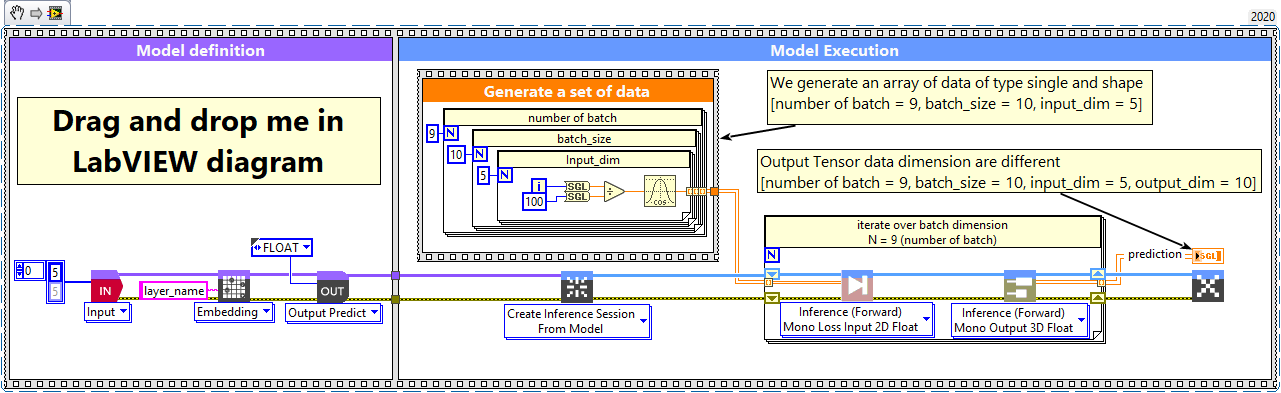 2020
Model definition
Drag and drop me in
LabVIEW diagram
FLOAT
0
5
5
IN
Input
layer_name
Embedding
OUT
Output Predict
Model Execution
Generate a set of data
number of batch
9
N
batch_size
10
N
Input_dim
5
N
i
SGL
100
SGL
÷
COS
We generate an array of data of type single and shape
[number of batch = 9, batch_size = 10, input_dim = 5]
Output Tensor data dimension are different
[number of batch = 9, batch_size = 10, input_dim = 5, output_dim = 10]
Create Inference Session
From Model
iterate over batch dimension
N = 9 (number of batch)
N
Inference (Forward)
Mono Loss Input 2D Float
Inference (Forward)
Mono Output 3D Float
prediction
SGL